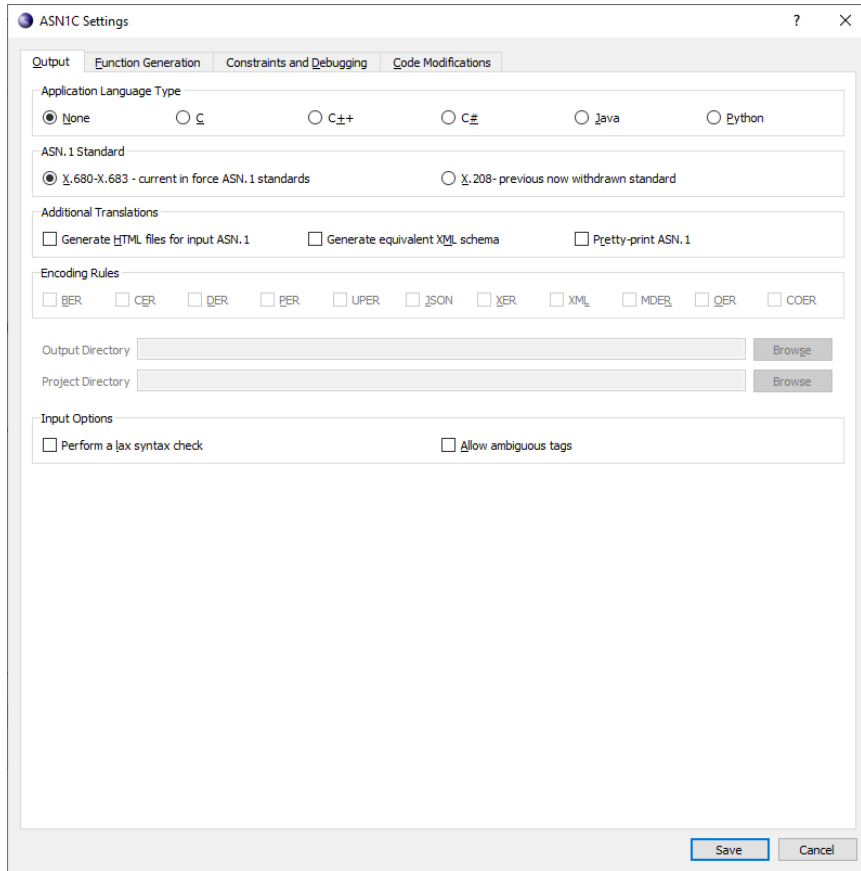 ASN1C Settings ? ×
Output Function Generation Constraints and Debugging Code Modifications
Application Language Type
None C C++ C# Java Python
ASN.1 Standard
X.680-X.683 - current in force ASN.1 standards X.208- previous now withdrawn standard
Additional Translations
Generate HTML files for input ASN.1 Generate equivalent XML schema Pretty-print ASN.1
Encoding Rules
BER CER DER PER UPER JSON XER XML MDER OER COER
Output Directory Browse
Project Directory Browse
Input Options
Perform a lax syntax check Allow ambiguous tags
Save Cancel